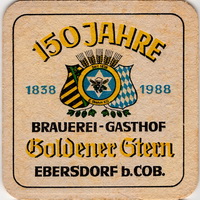 150 JAHRE
1838 1988
BRAUEREI-GASTHOF
Goldener Stern
EBERSDORF b. COB.